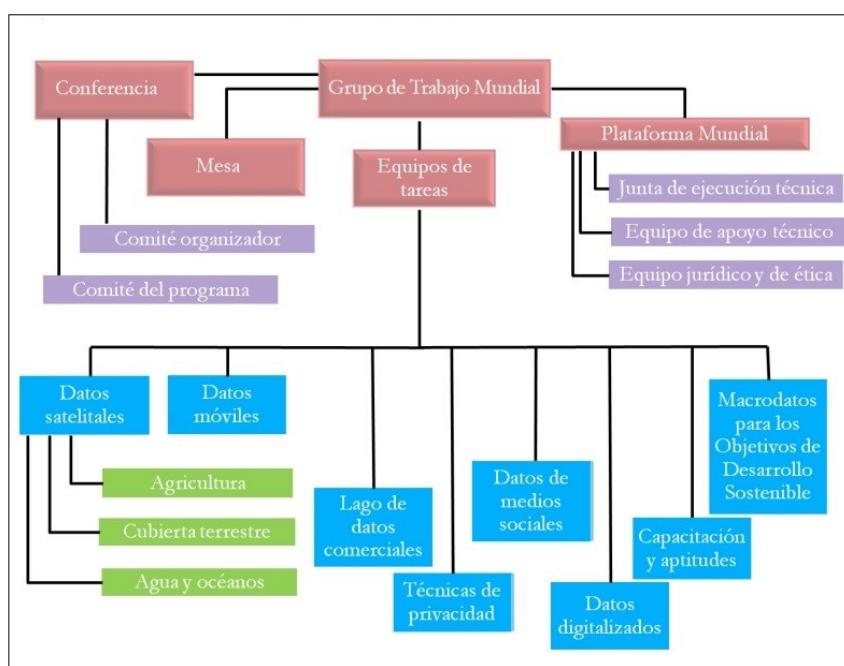 Conferencia
Grupo de Trabajo Mundial
Mesa
Equipos de
tareas
Plataforma Mundial
Junta de ejecución técnica
Equipo de apoyo técnico
Equipo jurídico y de ética
Comité organizador
Comité del programa
Datos
satelitales
Datos
móviles
Agricultura
Cubierta terrestre
Agua y océanos
Lago de
datos
comerciales
Técnicas de
privacidad
Datos de
medios
sociales
Datos
digitalizados
Capacitación
y aptitudes
Macrodatos
para los
Objetivos de
Desarrollo
Sostenible